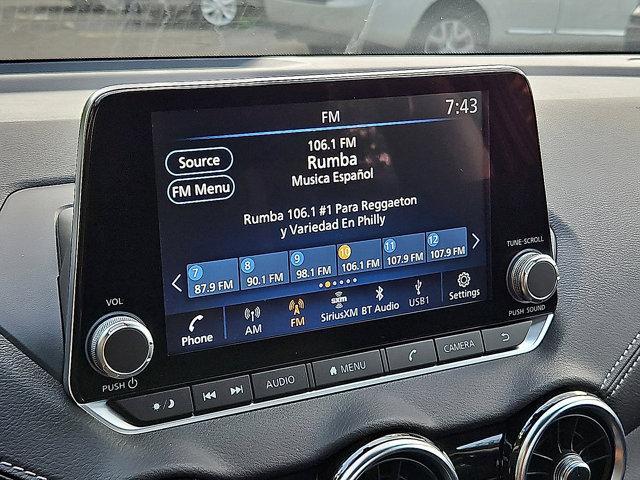 FM
7:43
106.1 FM
Rumba
Musica Español
Source
FM Menu
Rumba 106.1 #1 Para Reggaeton
y Variedad En Philly
7
87.9 FM
8
90.1 FM
9
98.1 FM
10
106.1 FM
11
107.9 FM
12
107.9 FM
Phone
AM
FM
sxm
SiriusXM
BT Audio
USB1
Settings
VOL
PUSH
TUNE·SCROLL
PUSH SOUND
AUDIO
MENU
CAMERA